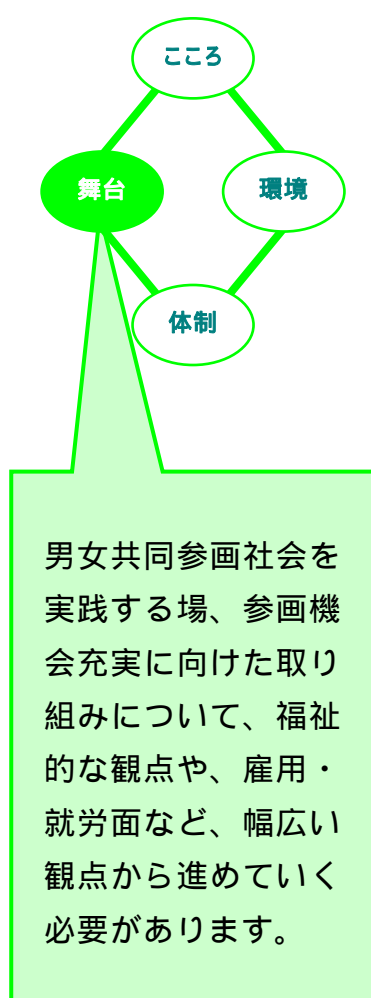 こころ
舞台
環境
体制
男女共同参画社会を
実践する場、参画機
会充実に向けた取り
組みについて、福祉
的な観点や、雇用・
就労面など、幅広い
観点から進めていく
必要があります。